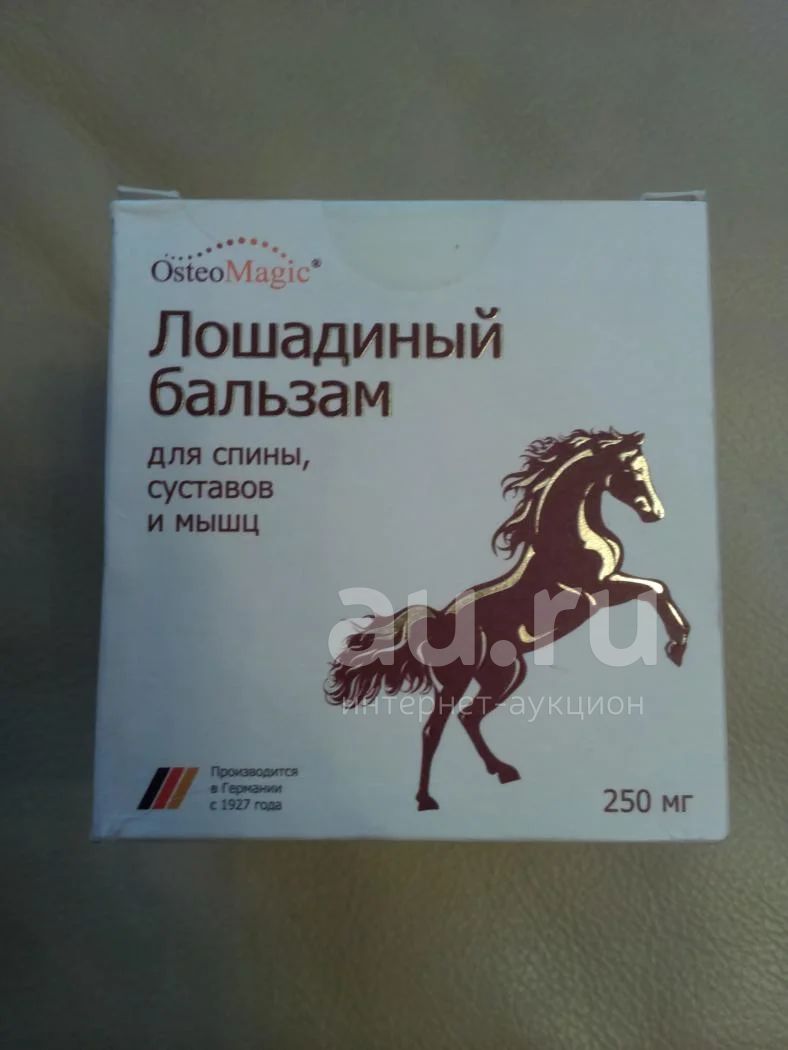 OsteoMagic®
Лошадиный
бальзам
для спины,
суставов
и мышц
au.ru
интернет-аукцион
Производится
в Германии
с 1927 года
250 мг